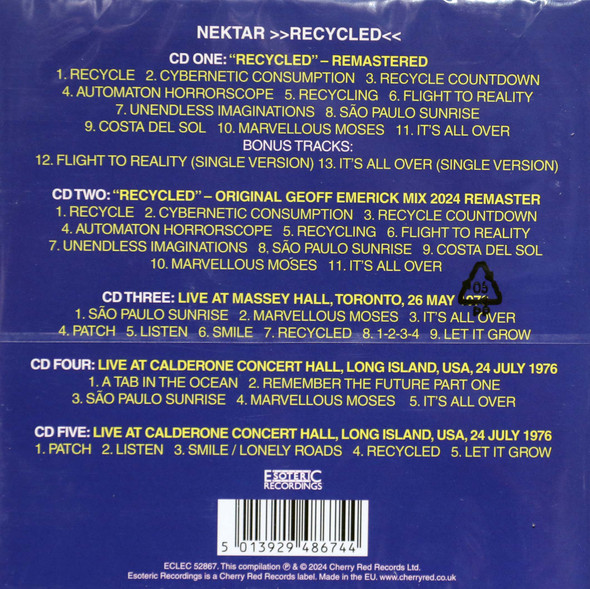 NEKTAR >>RECYCLED<<
CD ONE: “RECYCLED” – REMASTERED
1. RECYCLE 2. CYBERNETIC CONSUMPTION 3. RECYCLE COUNTDOWN
4. AUTOMATON HORRORSCOPE 5. RECYCLING 6. FLIGHT TO REALITY
7. UNENDLESS IMAGINATIONS 8. SÃO PAULO SUNRISE
9. COSTA DEL SOL 10. MARVELLOUS MOSES 11. IT'S ALL OVER
BONUS TRACKS:
12. FLIGHT TO REALITY (SINGLE VERSION) 13. IT'S ALL OVER (SINGLE VERSION)
CD TWO: “RECYCLED” – ORIGINAL GEOFF EMERICK MIX 2024 REMASTER
1. RECYCLE 2. CYBERNETIC CONSUMPTION 3. RECYCLE COUNTDOWN
4. AUTOMATON HORRORSCOPE 5. RECYCLING 6. FLIGHT TO REALITY
7. UNENDLESS IMAGINATIONS 8. SÃO PAULO SUNRISE 9. COSTA DEL SOL
10. MARVELLOUS MOSES 11. IT'S ALL OVER
CD THREE: LIVE AT MASSEY HALL, TORONTO, 26 MAY
1. SÃO PAULO SUNRISE 2. MARVELLOUS MOSES 3. IT'S ALL OVER
4. PATCH 5. LISTEN 6. SMILE 7. RECYCLED 8. 1-2-3-4 9. LET IT GROW
CD FOUR: LIVE AT CALDERONE CONCERT HALL, LONG ISLAND, USA, 24 JULY 1976
1. A TAB IN THE OCEAN 2. REMEMBER THE FUTURE PART ONE
3. SÃO PAULO SUNRISE 4. MARVELLOUS MOSES 5. IT'S ALL OVER
CD FIVE: LIVE AT CALDERONE CONCERT HALL, LONG ISLAND, USA, 24 JULY 1976
1. PATCH 2. LISTEN 3. SMILE / LONELY ROADS 4. RECYCLED 5. LET IT GROW
ESOTERIC
RECORDINGS
5 013929 486744
ECLEC 52867. This compilation ℗ & © 2024 Cherry Red Records Ltd.
Esoteric Recordings is a Cherry Red Records label. Made in the EU. www.cherryred.co.uk